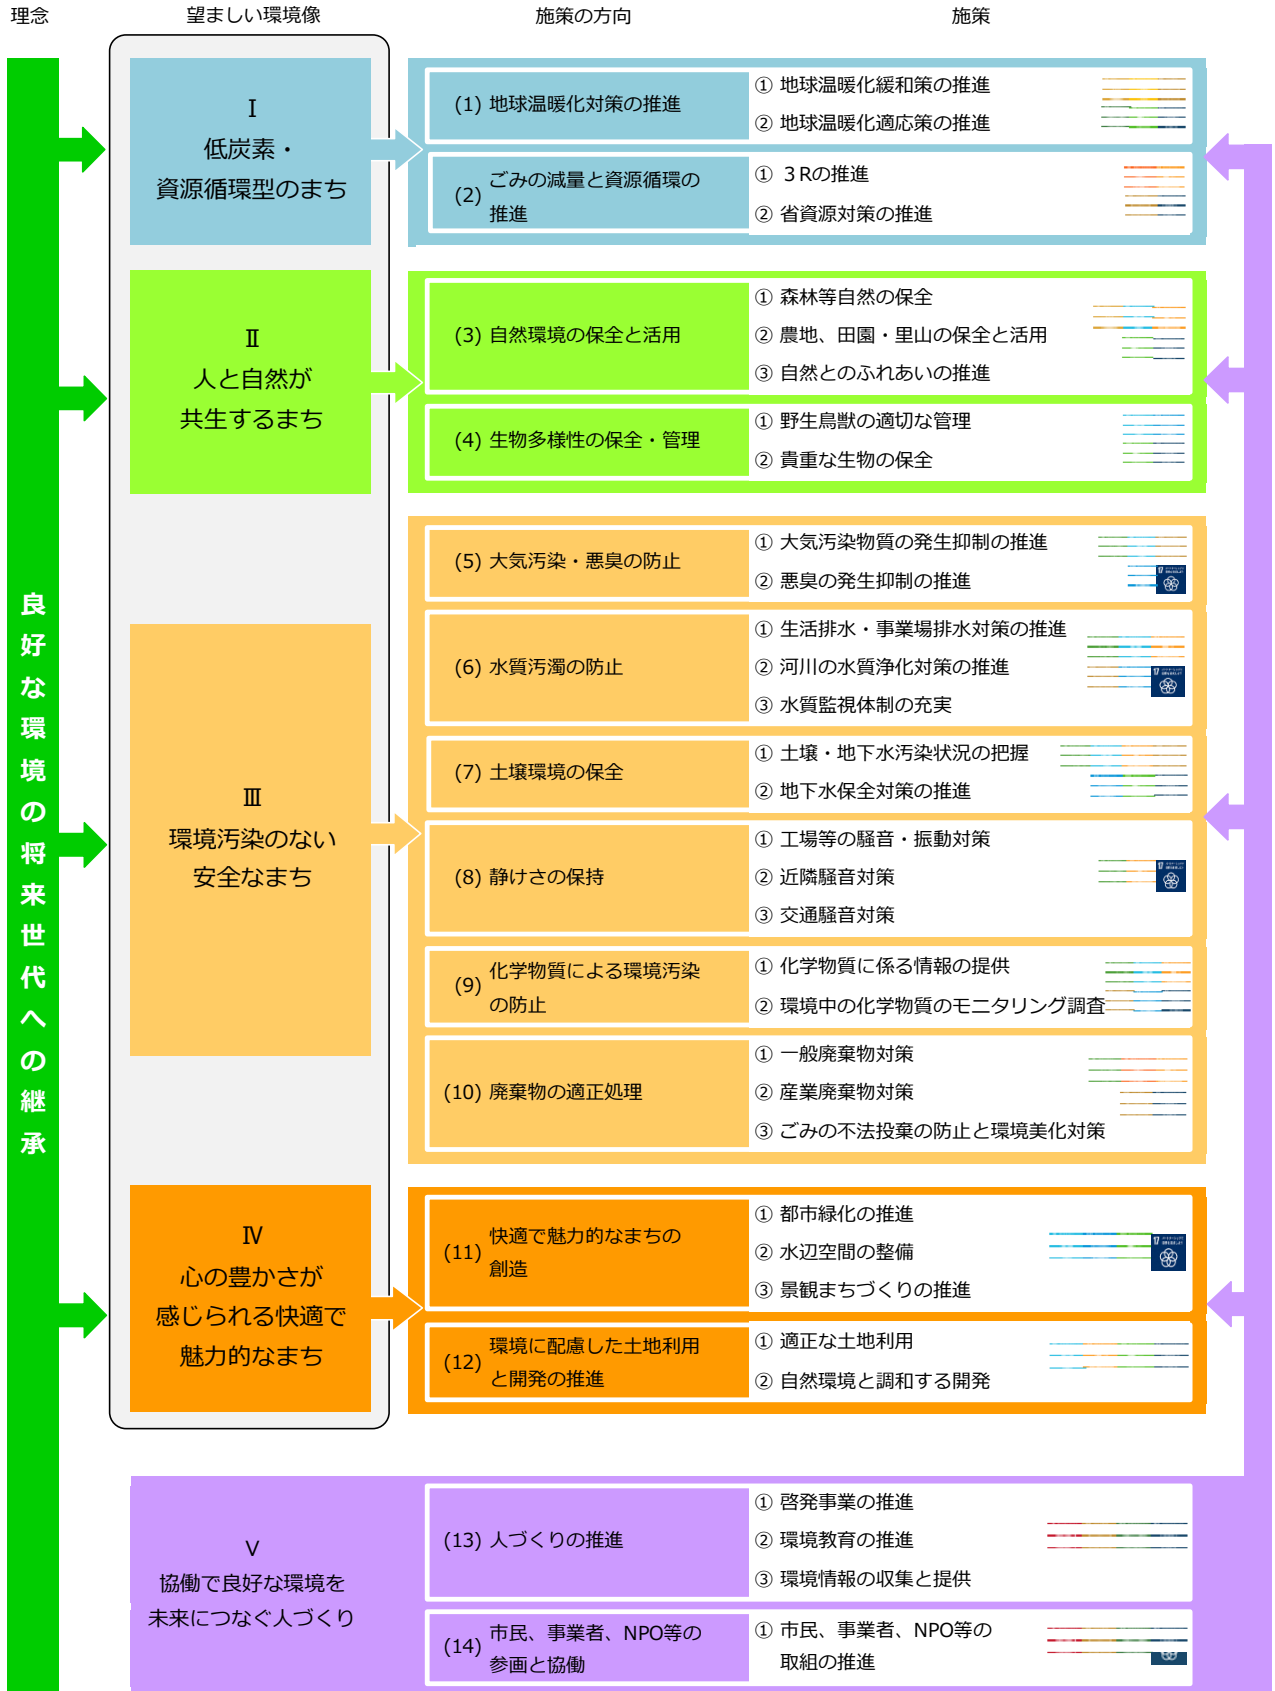 理念
望ましい環境像
施策の方向
施策
良好な環境の将来世代への継承
Ⅰ
低炭素・
資源循環型のまち
(1) 地球温暖化対策の推進
① 地球温暖化緩和策の推進
② 地球温暖化適応策の推進
(2) ごみの減量と資源循環の
推進
① ３Rの推進
② 省資源対策の推進
Ⅱ
人と自然が
共生するまち
(3) 自然環境の保全と活用
① 森林等自然の保全
② 農地、田園・里山の保全と活用
③ 自然とのふれあいの推進
(4) 生物多様性の保全・管理
① 野生鳥獣の適切な管理
② 貴重な生物の保全
Ⅲ
環境汚染のない
安全なまち
(5) 大気汚染・悪臭の防止
① 大気汚染物質の発生抑制の推進
② 悪臭の発生抑制の推進
17
(6) 水質汚濁の防止
① 生活排水・事業場排水対策の推進
② 河川の水質浄化対策の推進
③ 水質監視体制の充実
17
(7) 土壌環境の保全
① 土壌・地下水汚染状況の把握
② 地下水保全対策の推進
(8) 静けさの保持
① 工場等の騒音・振動対策
② 近隣騒音対策
③ 交通騒音対策
17
(9) 化学物質による環境汚染
の防止
① 化学物質に係る情報の提供
② 環境中の化学物質のモニタリング調査
(10) 廃棄物の適正処理
① 一般廃棄物対策
② 産業廃棄物対策
③ ごみの不法投棄の防止と環境美化対策
Ⅳ
心の豊かさが
感じられる快適で
魅力的なまち
(11) 快適で魅力的なまちの
創造
① 都市緑化の推進
② 水辺空間の整備
③ 景観まちづくりの推進
17
(12) 環境に配慮した土地利用
と開発の推進
① 適正な土地利用
② 自然環境と調和する開発
Ⅴ
協働で良好な環境を
未来につなぐ人づくり
(13) 人づくりの推進
① 啓発事業の推進
② 環境教育の推進
③ 環境情報の収集と提供
(14) 市民、事業者、NPO等の
参画と協働
① 市民、事業者、NPO等の
取組の推進